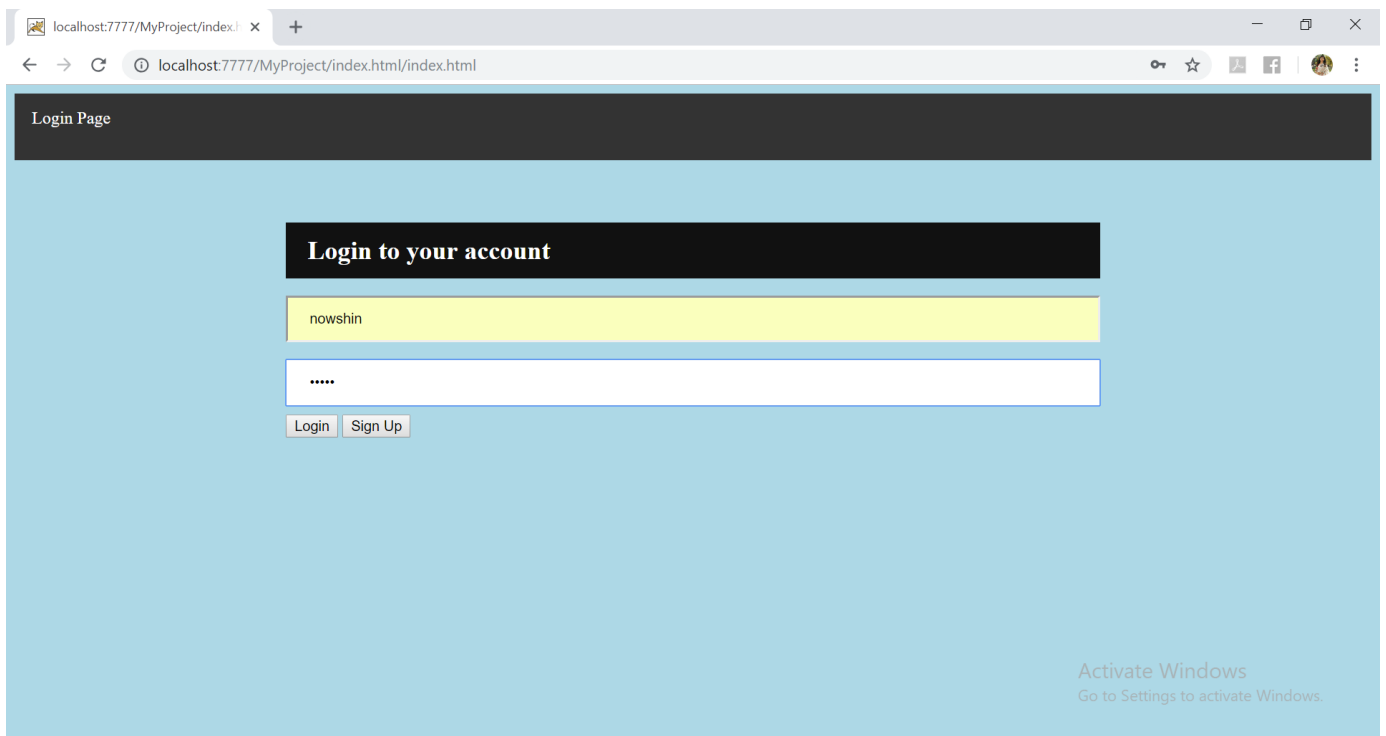 localhost:7777/MyProject/index.h
localhost:7777/MyProject/index.html/index.html
Login Page
Login to your account
nowshin
•••••
Login Sign Up
Activate Windows
Go to Settings to activate Windows.